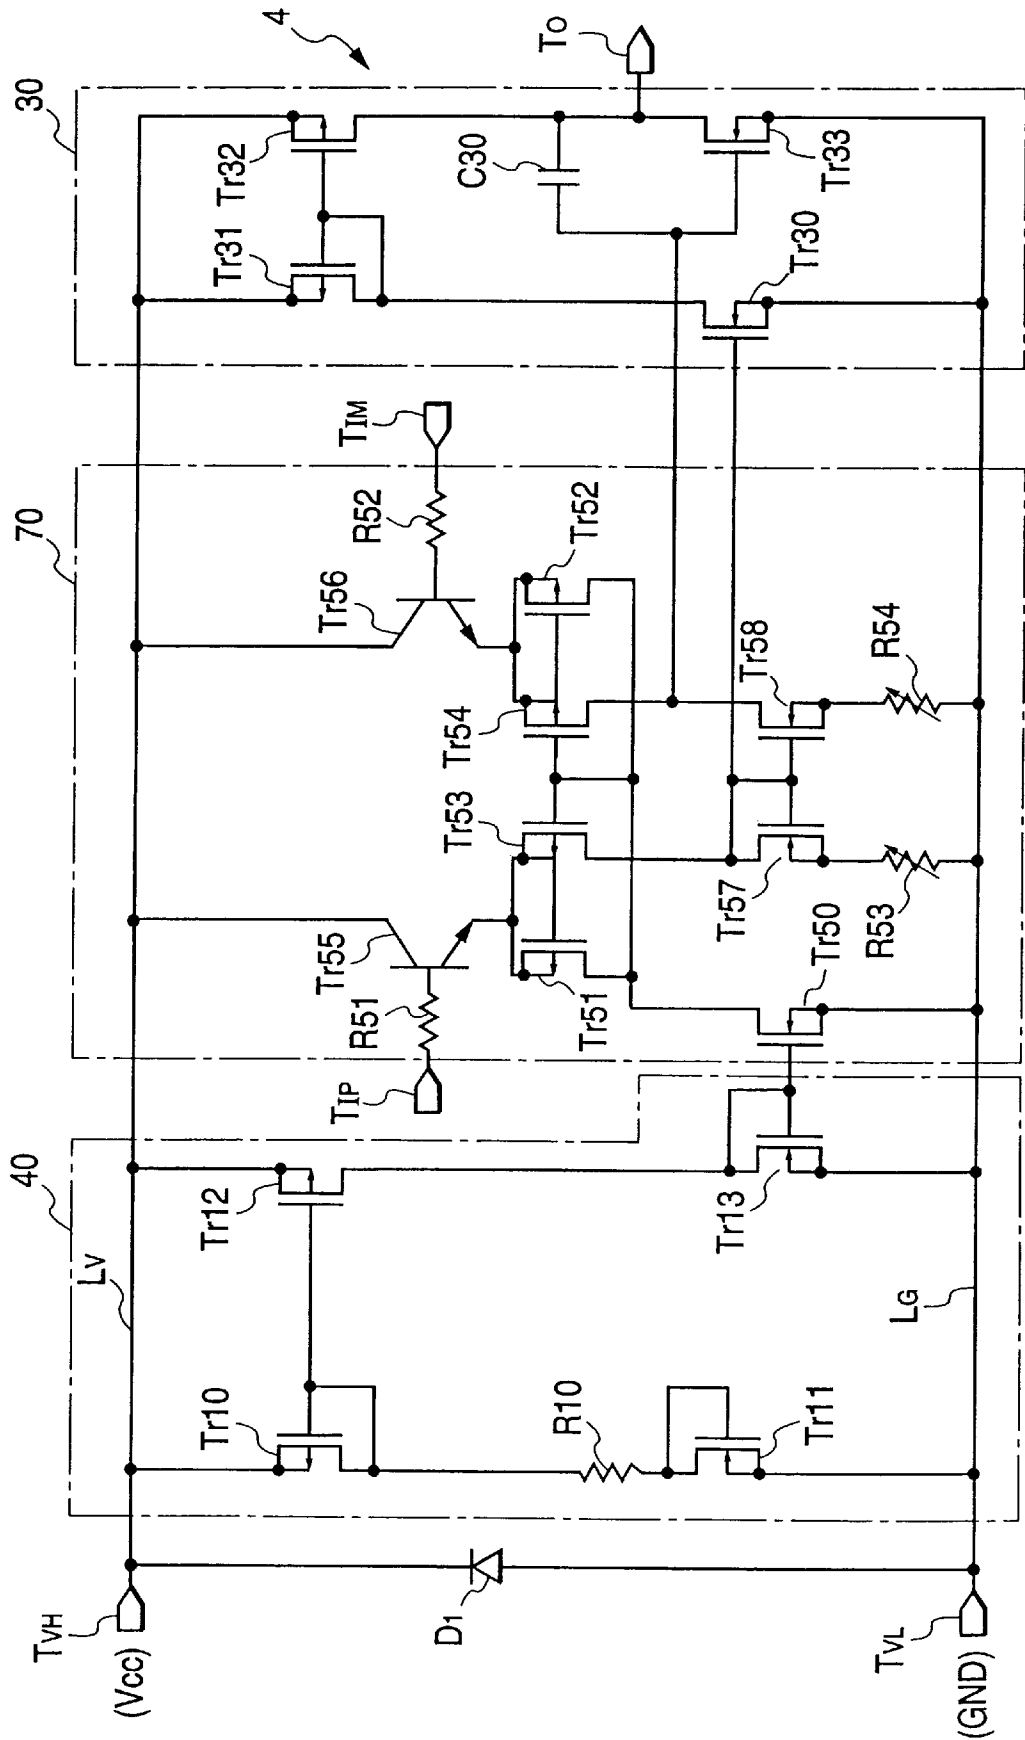 4
30
70
40
To
Tr32
Tr31
C30
Tr33
Tr30
TIM
R52
Tr56
Tr52
Tr54
Tr58
R54
Tr53
Tr57
R53
Tr55
R51
Tr51
Tr50
TIP
Tr12
Tr13
LV
LG
Tr10
R10
Tr11
D1
TVH
(Vcc)
TVL
(GND)